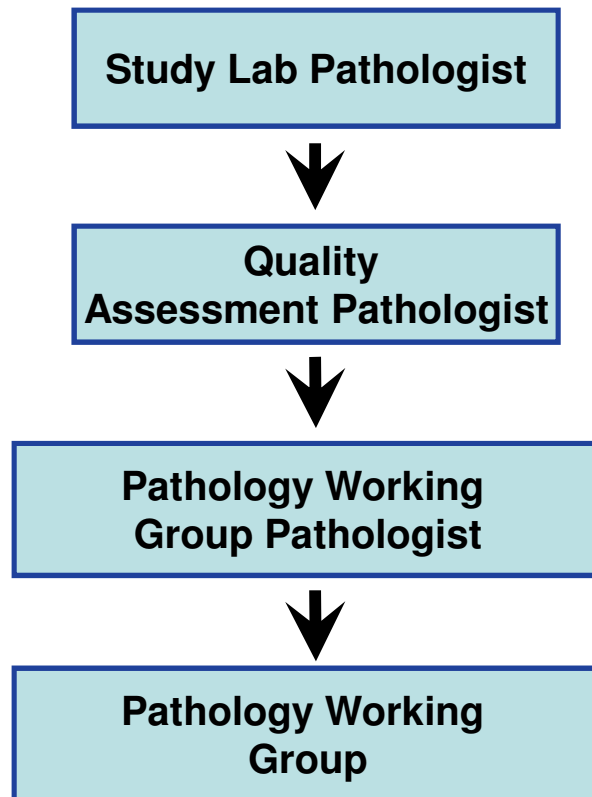 Study Lab Pathologist
Quality
Assessment Pathologist
Pathology Working
Group Pathologist
Pathology Working
Group